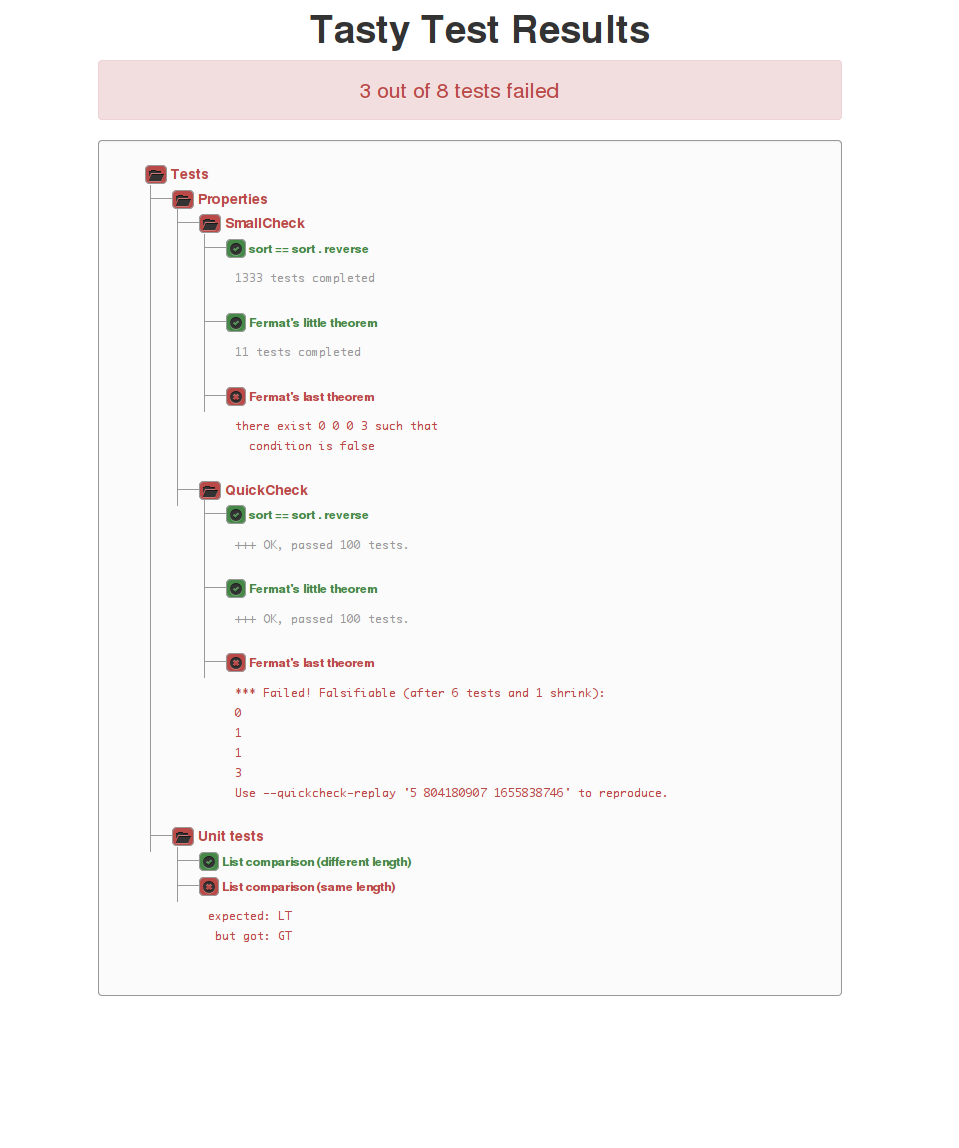 Tasty Test Results
3 out of 8 tests failed
Tests
Properties
SmallCheck
sort == sort . reverse
1333 tests completed
Fermat's little theorem
11 tests completed
Fermat's last theorem
there exist 0 0 0 3 such that
condition is false
QuickCheck
sort == sort . reverse
+++ OK, passed 100 tests.
Fermat's little theorem
+++ OK, passed 100 tests.
Fermat's last theorem
*** Failed! Falsifiable (after 6 tests and 1 shrink):
0
1
1
3
Use --quickcheck-replay '5 804180907 1655838746' to reproduce.
Unit tests
List comparison (different length)
List comparison (same length)
expected: LT
but got: GT